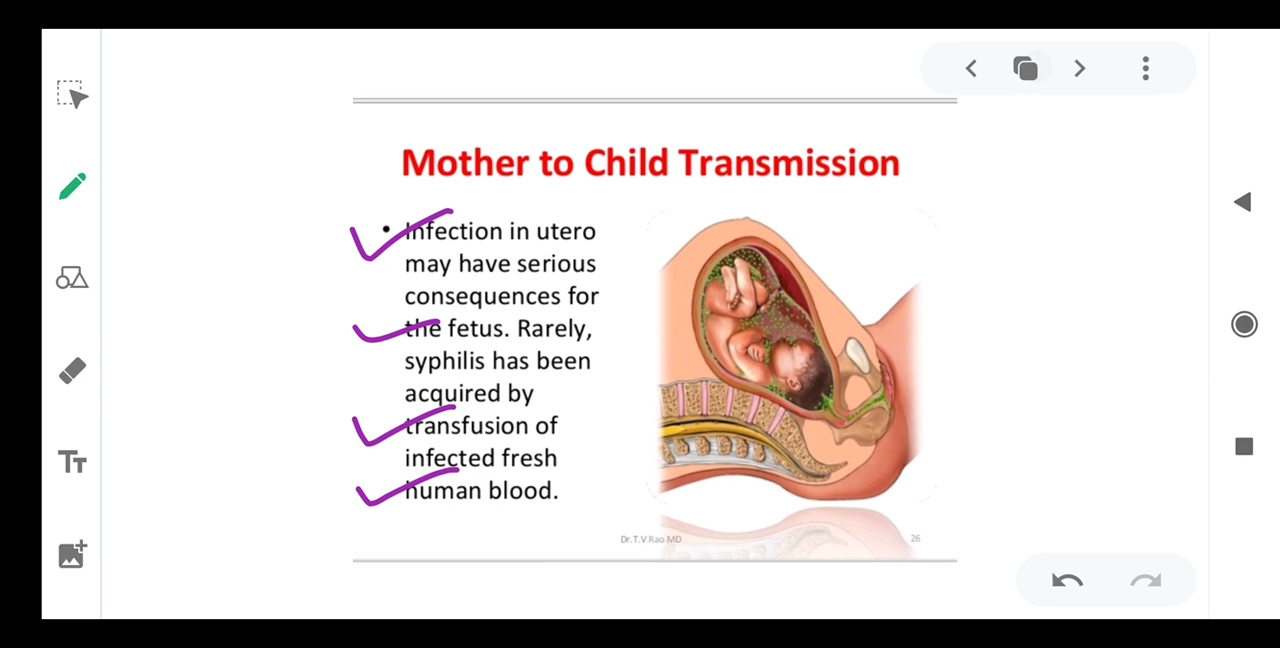 Mother to Child Transmission
• Infection in utero
may have serious
consequences for
the fetus. Rarely,
syphilis has been
acquired by
transfusion of
infected fresh
human blood.
Dr.T.V.Rao MD
26
Tт